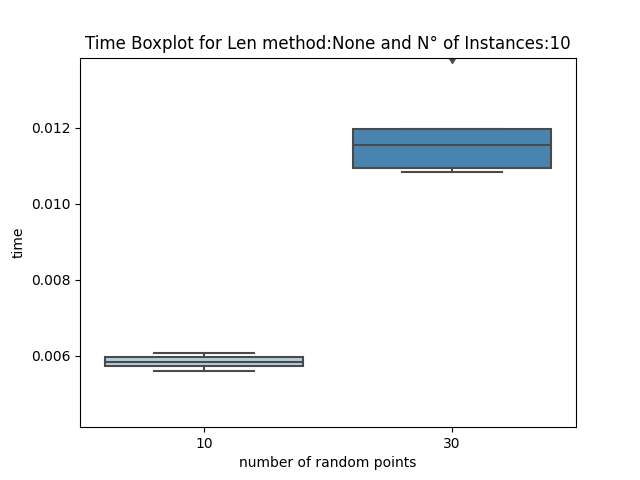 Time Boxplot for Len method:None and N° of Instances:10
0.012
0.010
0.008
0.006
time
10
30
number of random points